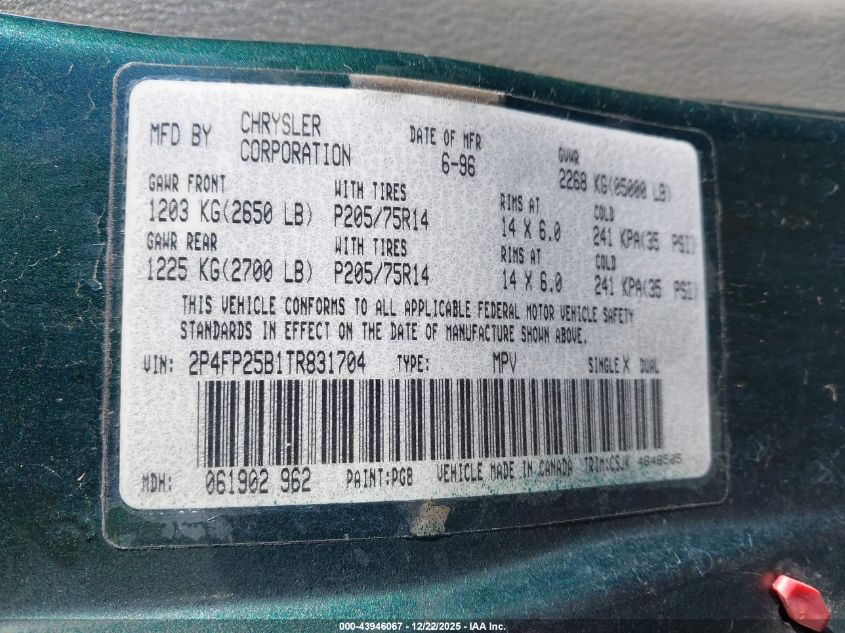 MFD BY CHRYSLER CORPORATION DATE OF MFR 6-96 GVWR 2268 KG(05000 LB)
GAWR FRONT WITH TIRES RIMS AT COLD
1203 KG(2650 LB) P205/75R14 14 X 6.0 241 KPA(35 PSI)
GAWR REAR WITH TIRES RIMS AT COLD
1225 KG(2700 LB) P205/75R14 14 X 6.0 241 KPA(35 PSI)
THIS VEHICLE CONFORMS TO ALL APPLICABLE FEDERAL MOTOR VEHICLE SAFETY
STANDARDS IN EFFECT ON THE DATE OF MANUFACTURE SHOWN ABOVE.
VIN: 2P4FP25B1TR831704 TYPE: MPV SINGLE X DUAL
MDH: 061902 962 PAINT:PGB VEHICLE MADE IN CANADA TRIM:CSJK 4648505
000-43946067 • 12/22/2025 - IAA Inc.